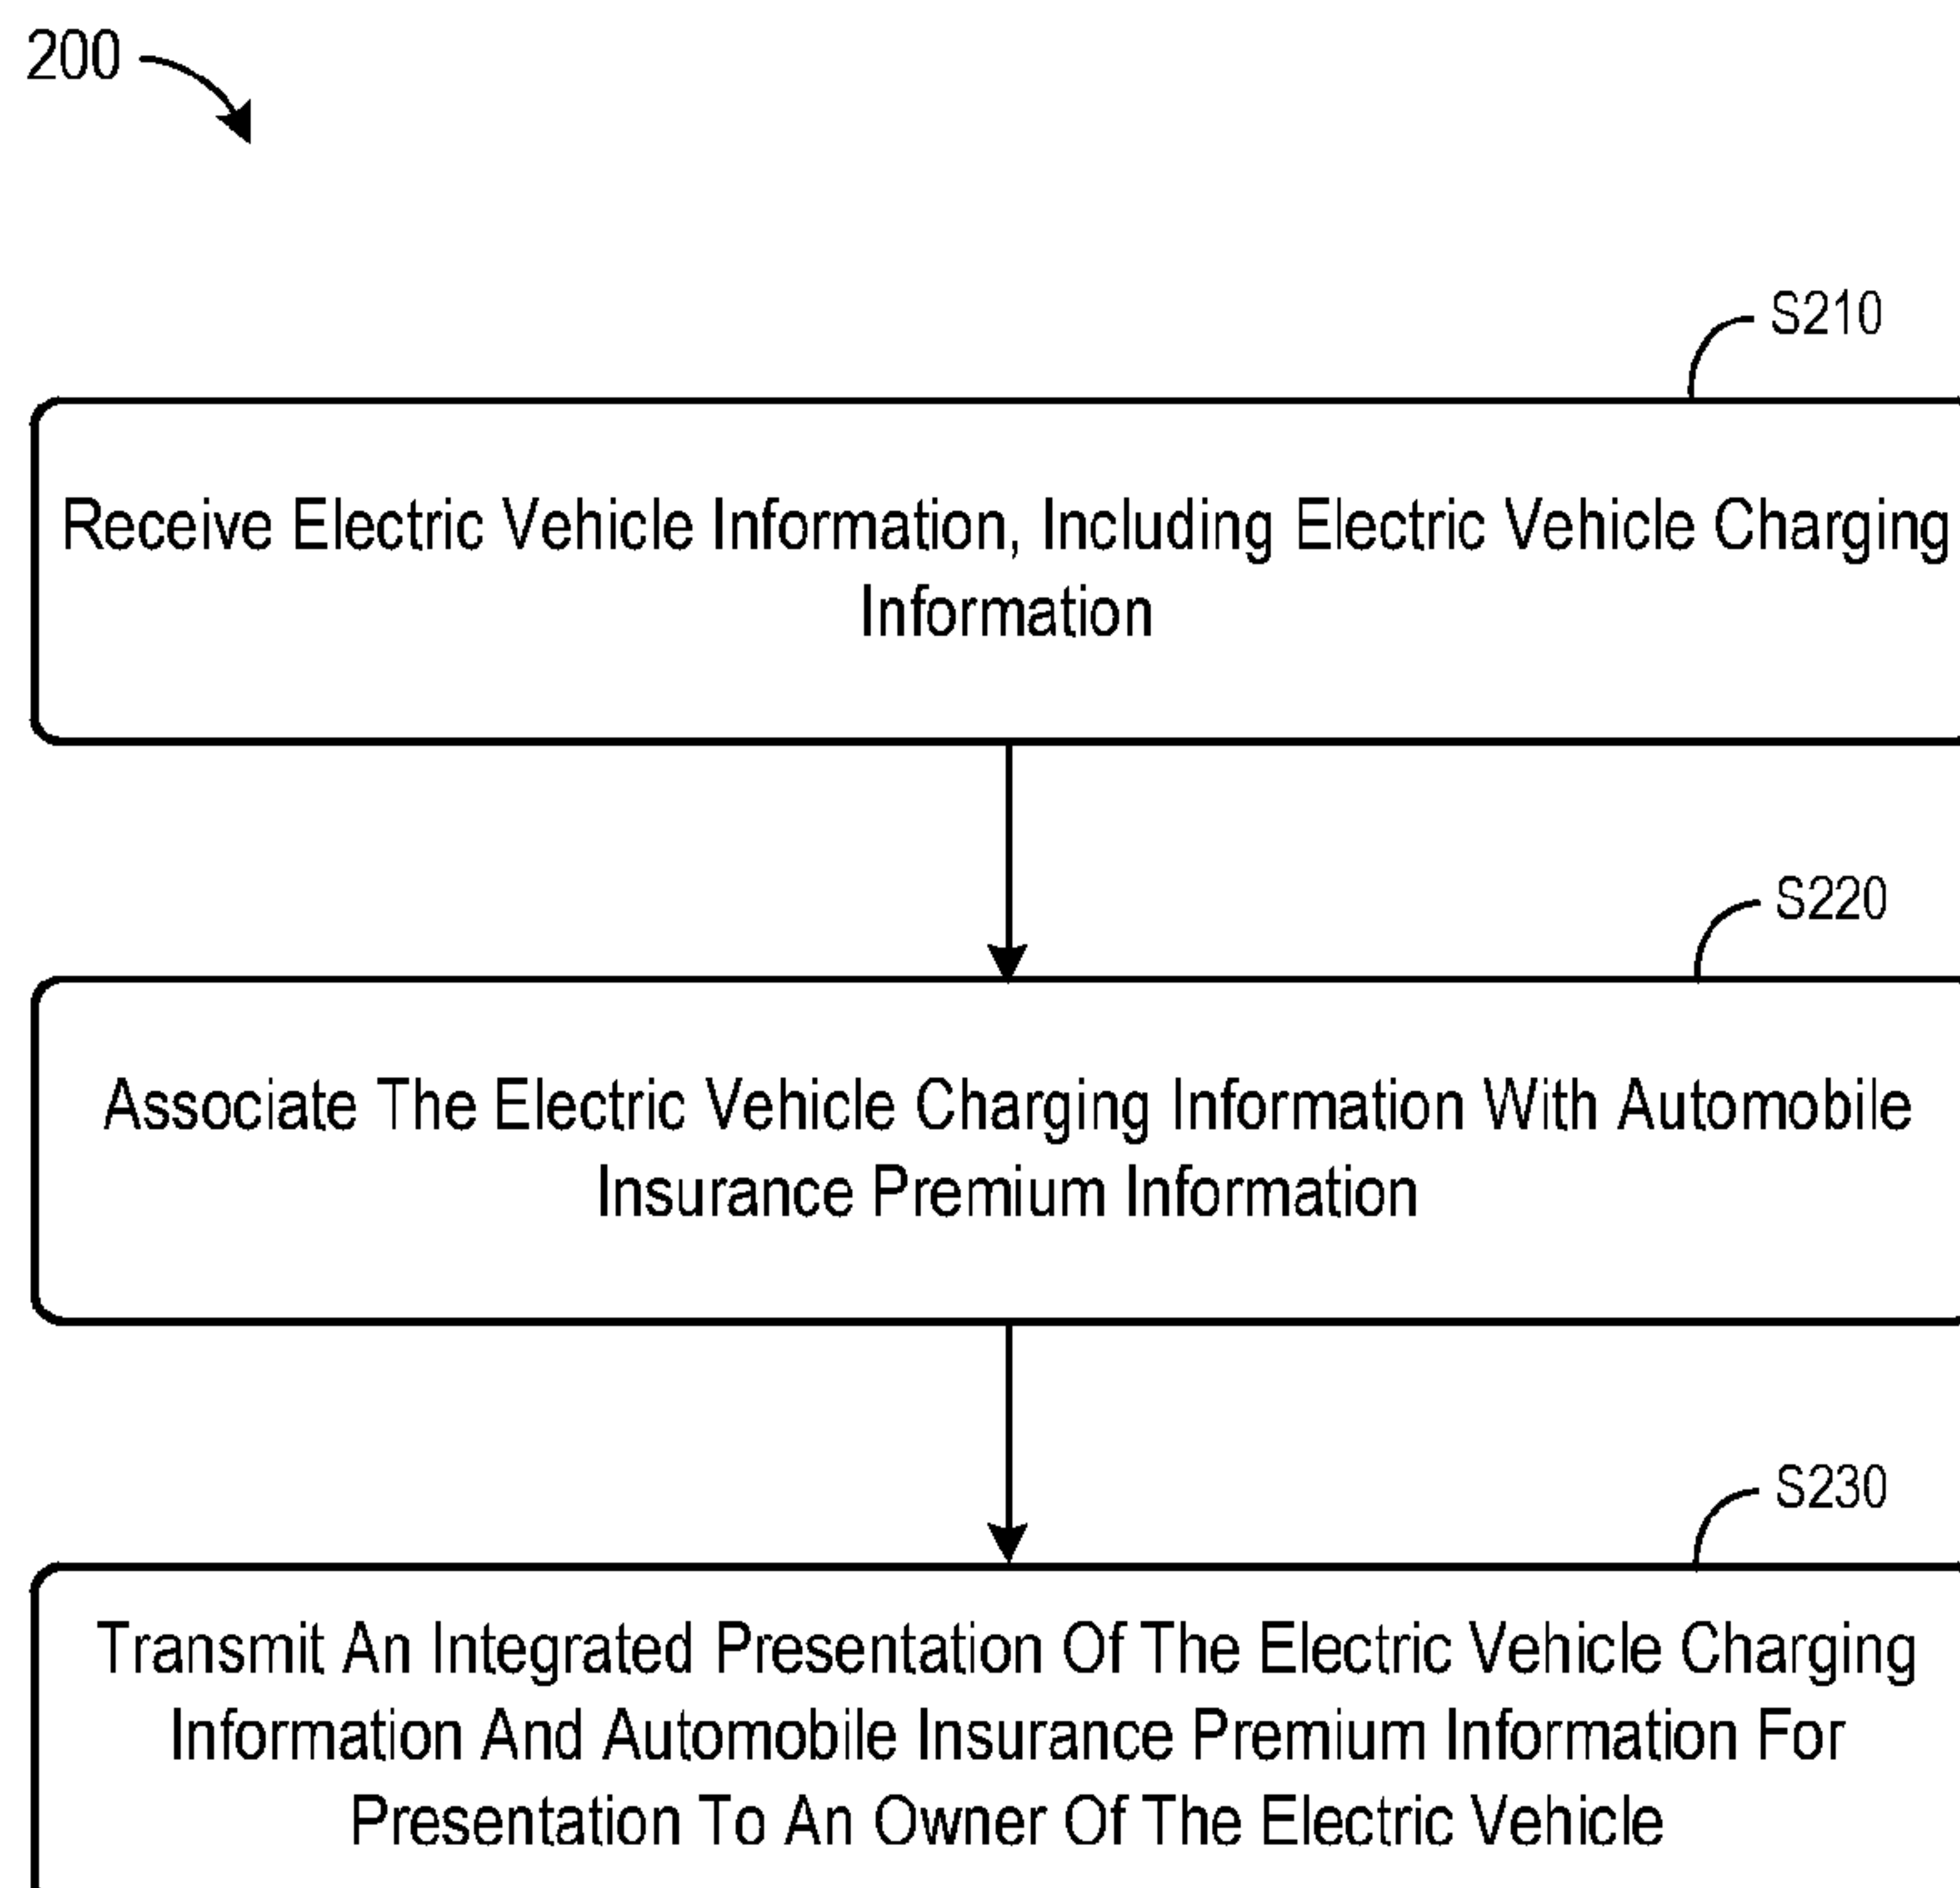 200
S210
Receive Electric Vehicle Information, Including Electric Vehicle Charging
Information
S220
Associate The Electric Vehicle Charging Information With Automobile
Insurance Premium Information
S230
Transmit An Integrated Presentation Of The Electric Vehicle Charging
Information And Automobile Insurance Premium Information For
Presentation To An Owner Of The Electric Vehicle